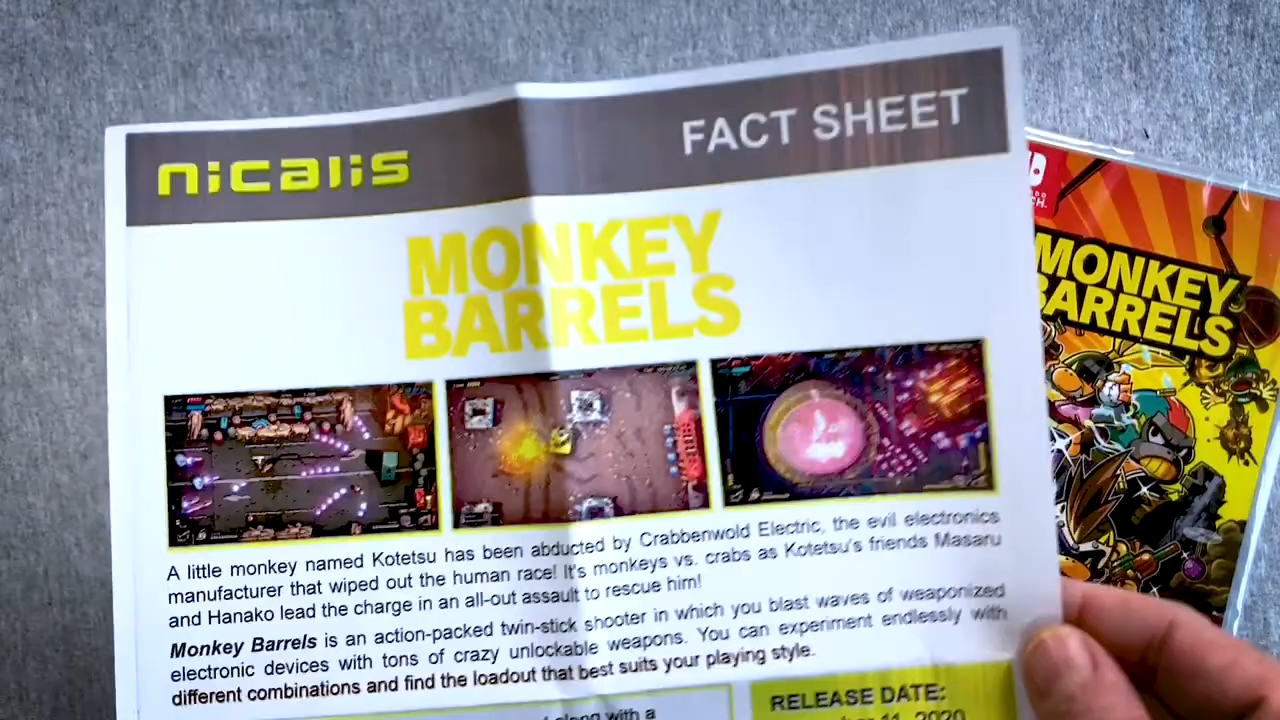 nicalis
FACT SHEET
MONKEY
BARRELS
A little monkey named Kotetsu has been abducted by Crabbenwold Electric, the evil electronics
manufacturer that wiped out the human race! It's monkeys vs. crabs as Kotetsu's friends Masaru
and Hanako lead the charge in an all-out assault to rescue him!
Monkey Barrels is an action-packed twin-stick shooter in which you blast waves of weaponized
electronic devices with tons of crazy unlockable weapons. You can experiment endlessly with
different combinations and find the loadout that best suits your playing style.
along with a
RELEASE DATE:
11, 2020
MONKEY
BARRELS